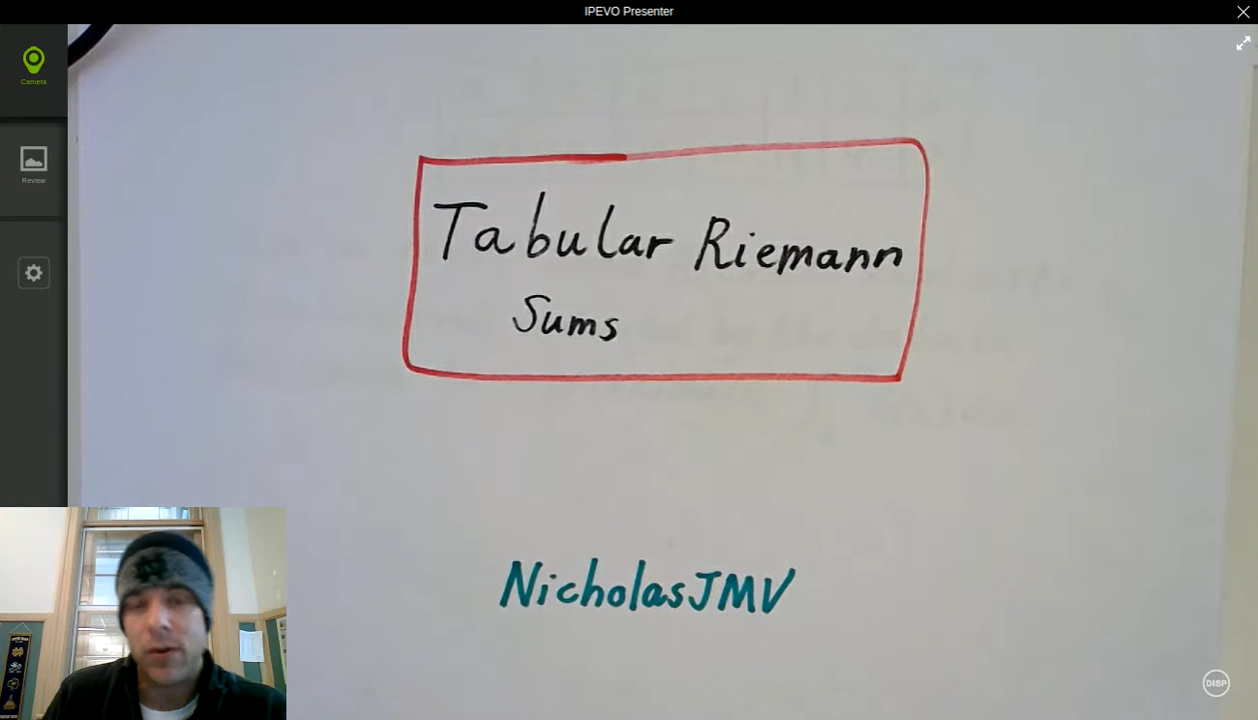 IPEVO Presenter
Camera
Review
Tabular Riemann
Sums
NicholasJMV
DISP